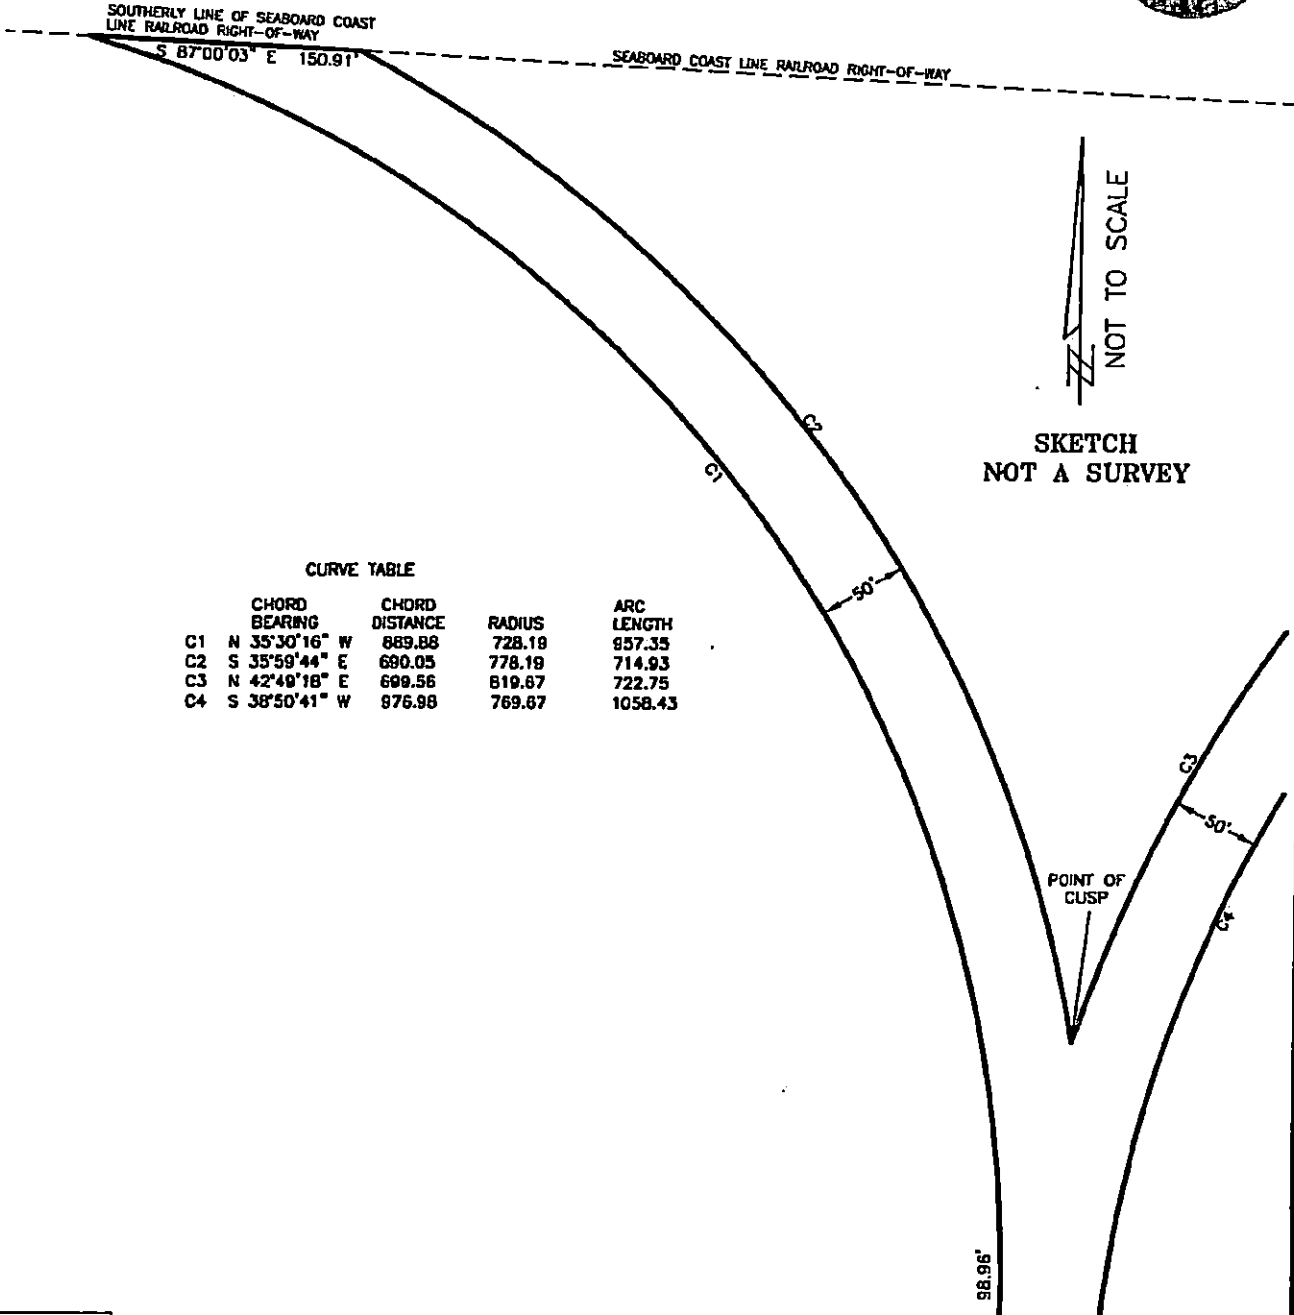 SOUTHERLY LINE OF SEABOARD COAST
LINE RAILROAD RIGHT-OF-WAY
S 87°00'03" E 150.91'
SEABOARD COAST LINE RAILROAD RIGHT-OF-WAY
NOT TO SCALE
SKETCH
NOT A SURVEY
C2
C1
50'
CURVE TABLE
CHORD BEARING CHORD DISTANCE RADIUS ARC LENGTH
C1 N 35°30'16" W 889.88 728.19 957.35
C2 S 35°59'44" E 690.05 778.19 714.93
C3 N 42°49'18" E 699.56 819.67 722.75
C4 S 38°50'41" W 976.98 769.67 1058.43
C3
50'
POINT OF
CUSP
C4
98.96'